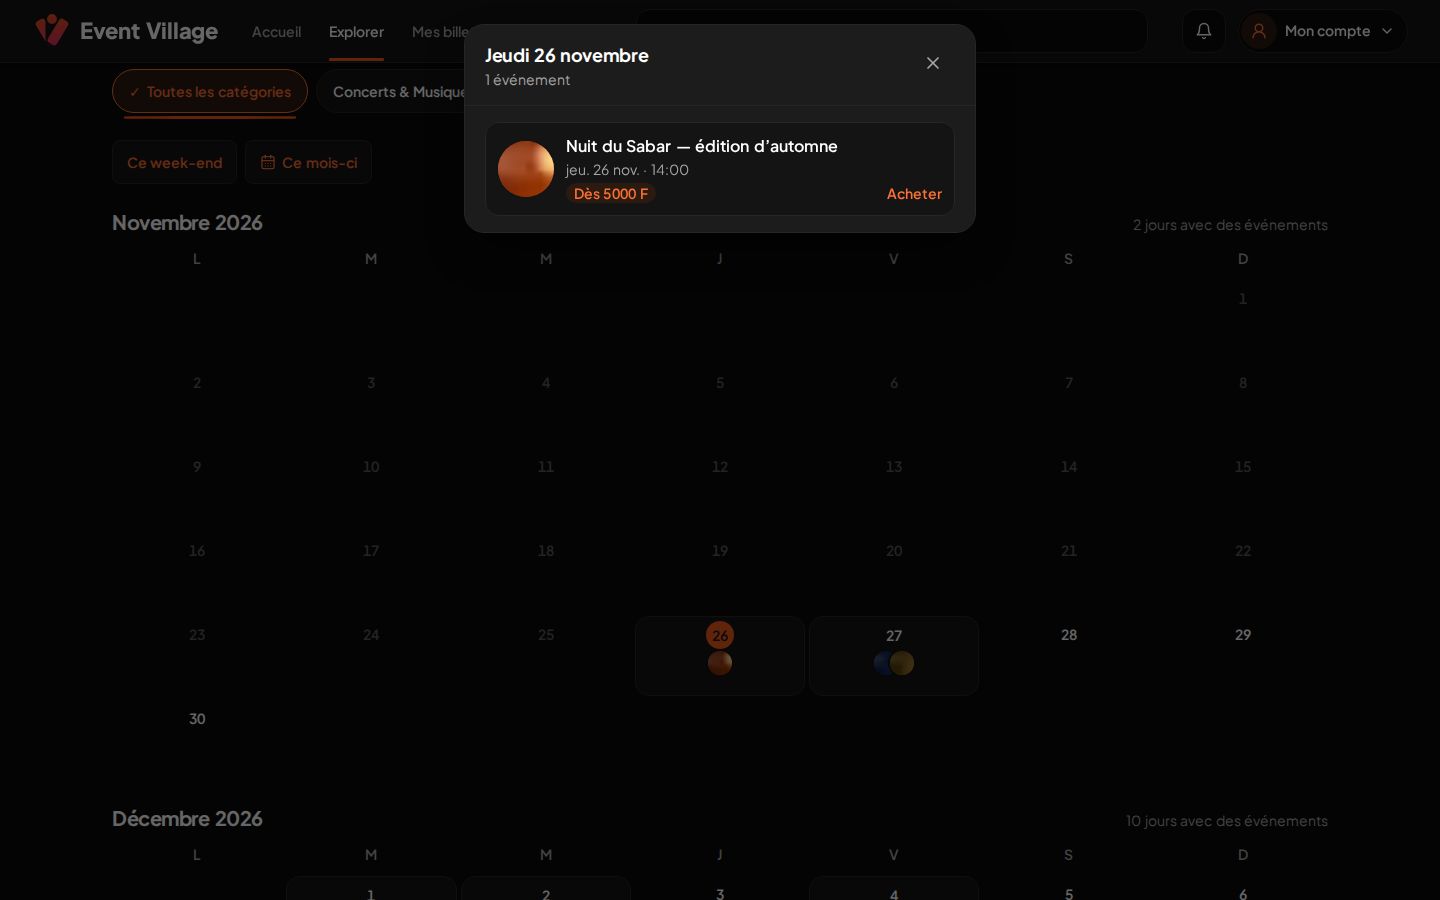 Event Village
Accueil
Explorer
Mes bille
Mon compte
Jeudi 26 novembre
1 événement
✓ Toutes les catégories
Concerts & Musique
Nuit du Sabar — édition d’automne
jeu. 26 nov. · 14:00
Dès 5000 F
Acheter
Ce week-end
Ce mois-ci
Novembre 2026
2 jours avec des événements
L M M J V S D
1
2 3 4 5 6 7 8
9 10 11 12 13 14 15
16 17 18 19 20 21 22
23 24 25 26 27 28 29
30
Décembre 2026
10 jours avec des événements
L M M J V S D
1 2 3 4 5 6